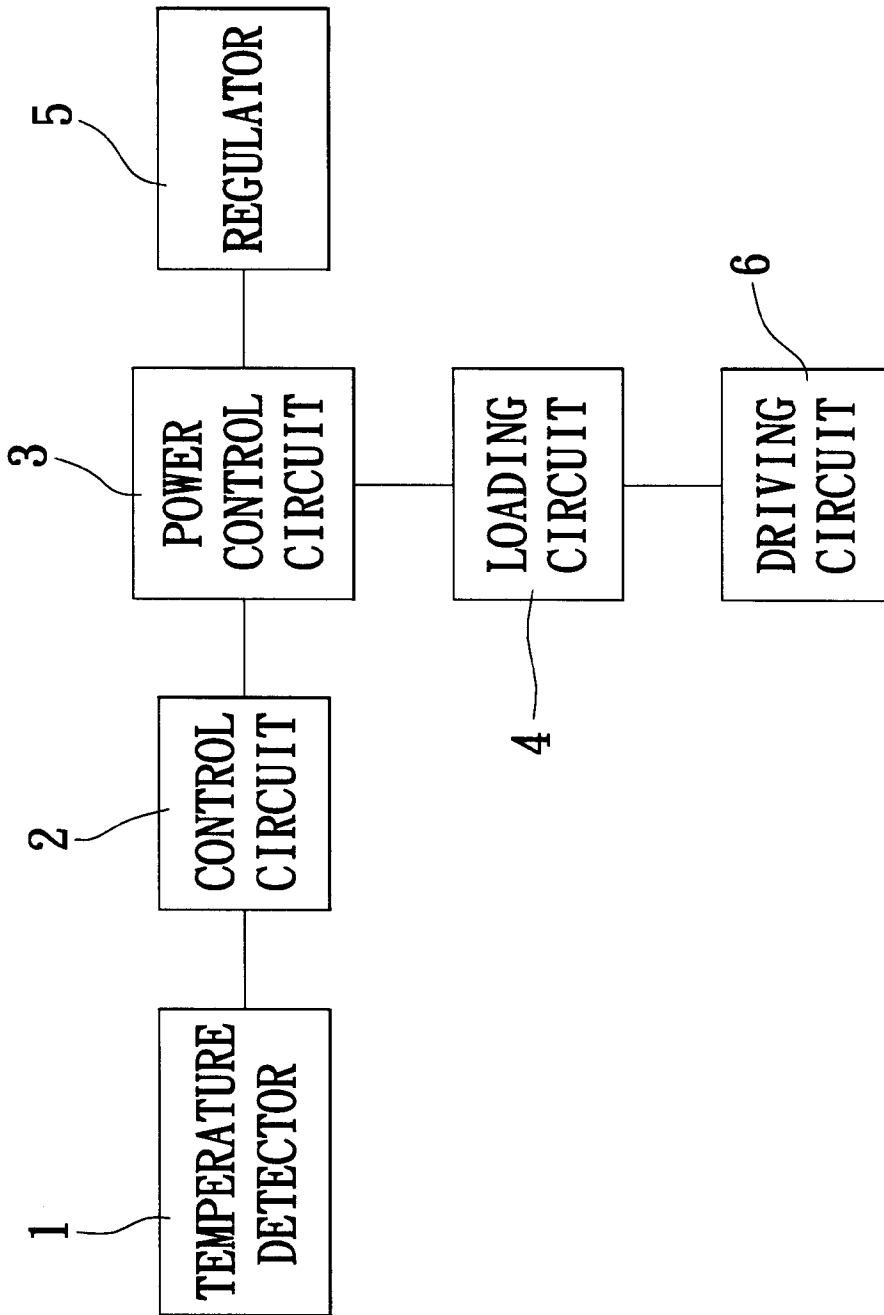 1
TEMPERATURE
DETECTOR
2
CONTROL
CIRCUIT
3
POWER
CONTROL
CIRCUIT
5
REGULATOR
4
LOADING
CIRCUIT
6
DRIVING
CIRCUIT